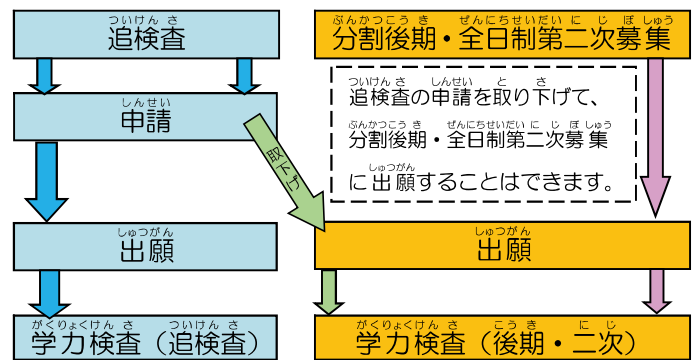 ついけんさ
追検査
ぶんかつこうき ぜんにちせいだいにじぼしゅう
分割後期・全日制第二次募集
ついけんさ しんせい と さ
追検査の申請を取り下げて、
ぶんかつこうき ぜんにちせいだいにじぼしゅう
分割後期・全日制第二次募集
しゅつがん
に出願することはできます。
しんせい
申請
取下げ
しゅつがん
出願
しゅつがん
出願
がくりょくけんさ ついけんさ
学力検査（追検査）
がくりょくけんさ こうき にじ
学力検査（後期・二次）